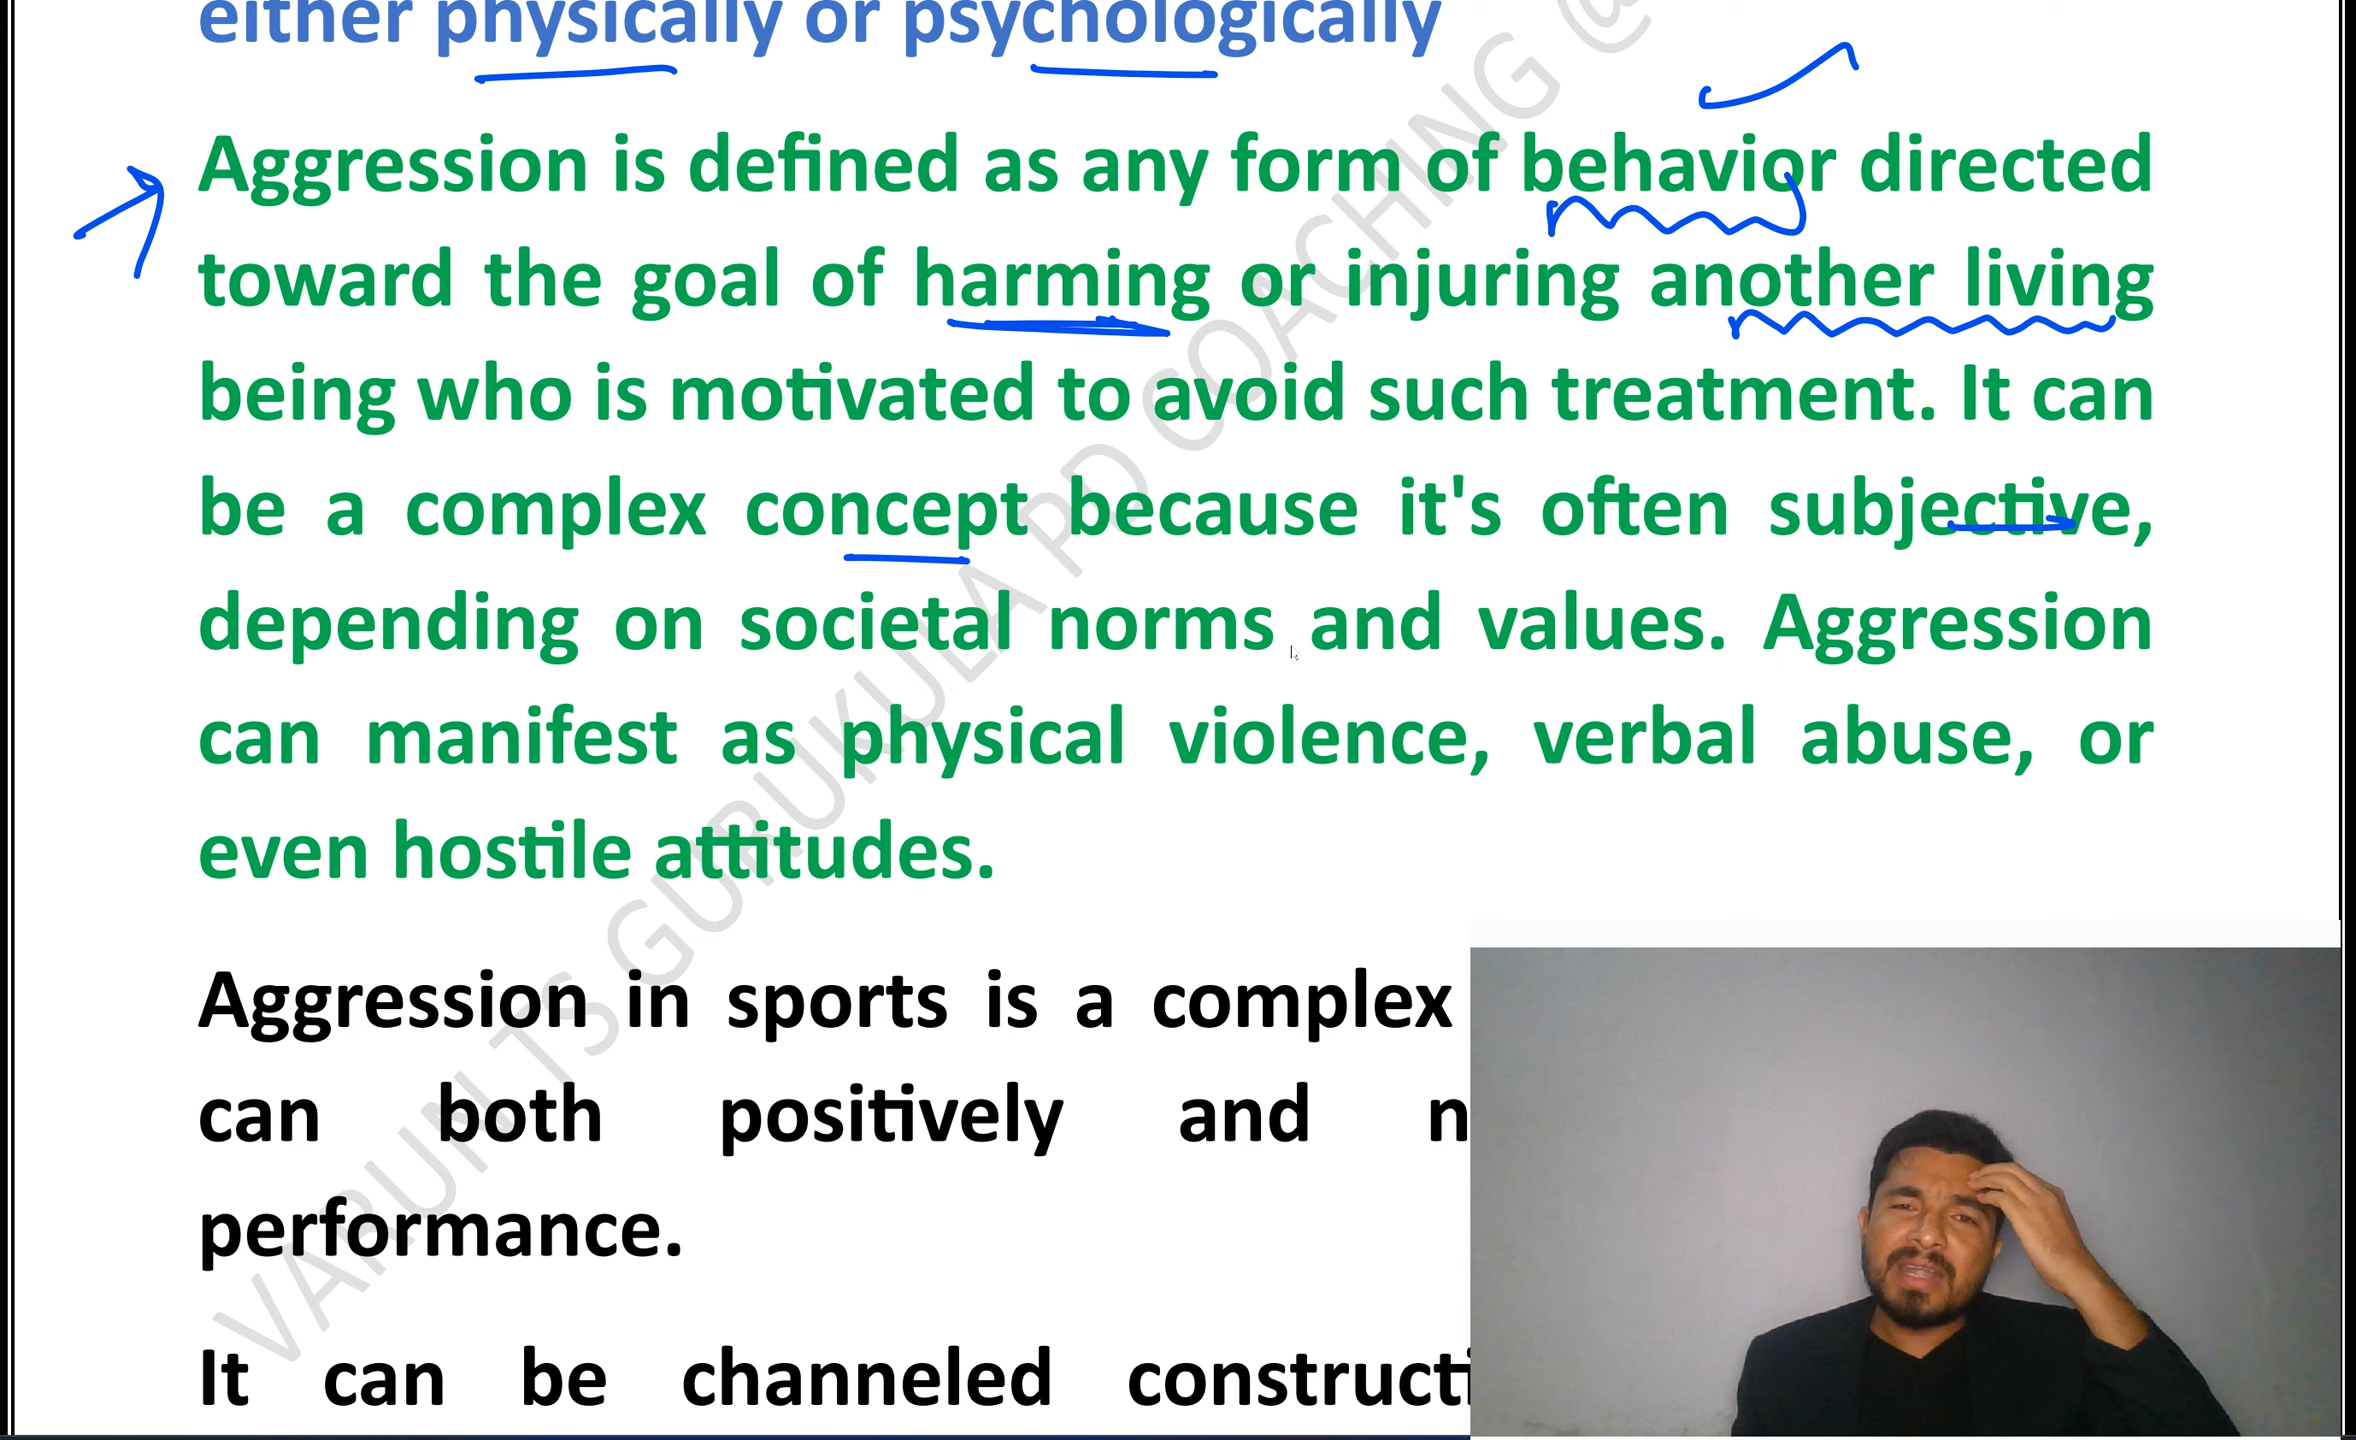 either physically or psychologically
Aggression is defined as any form of behavior directed
toward the goal of harming or injuring another living
being who is motivated to avoid such treatment. It can
be a complex concept because it's often subjective,
depending on societal norms and values. Aggression
can manifest as physical violence, verbal abuse, or
even hostile attitudes.
Aggression in sports is a complex
can both positively and n
performance.
It can be channeled constructi
VARUN LTS GURUKULA PD COACHING @